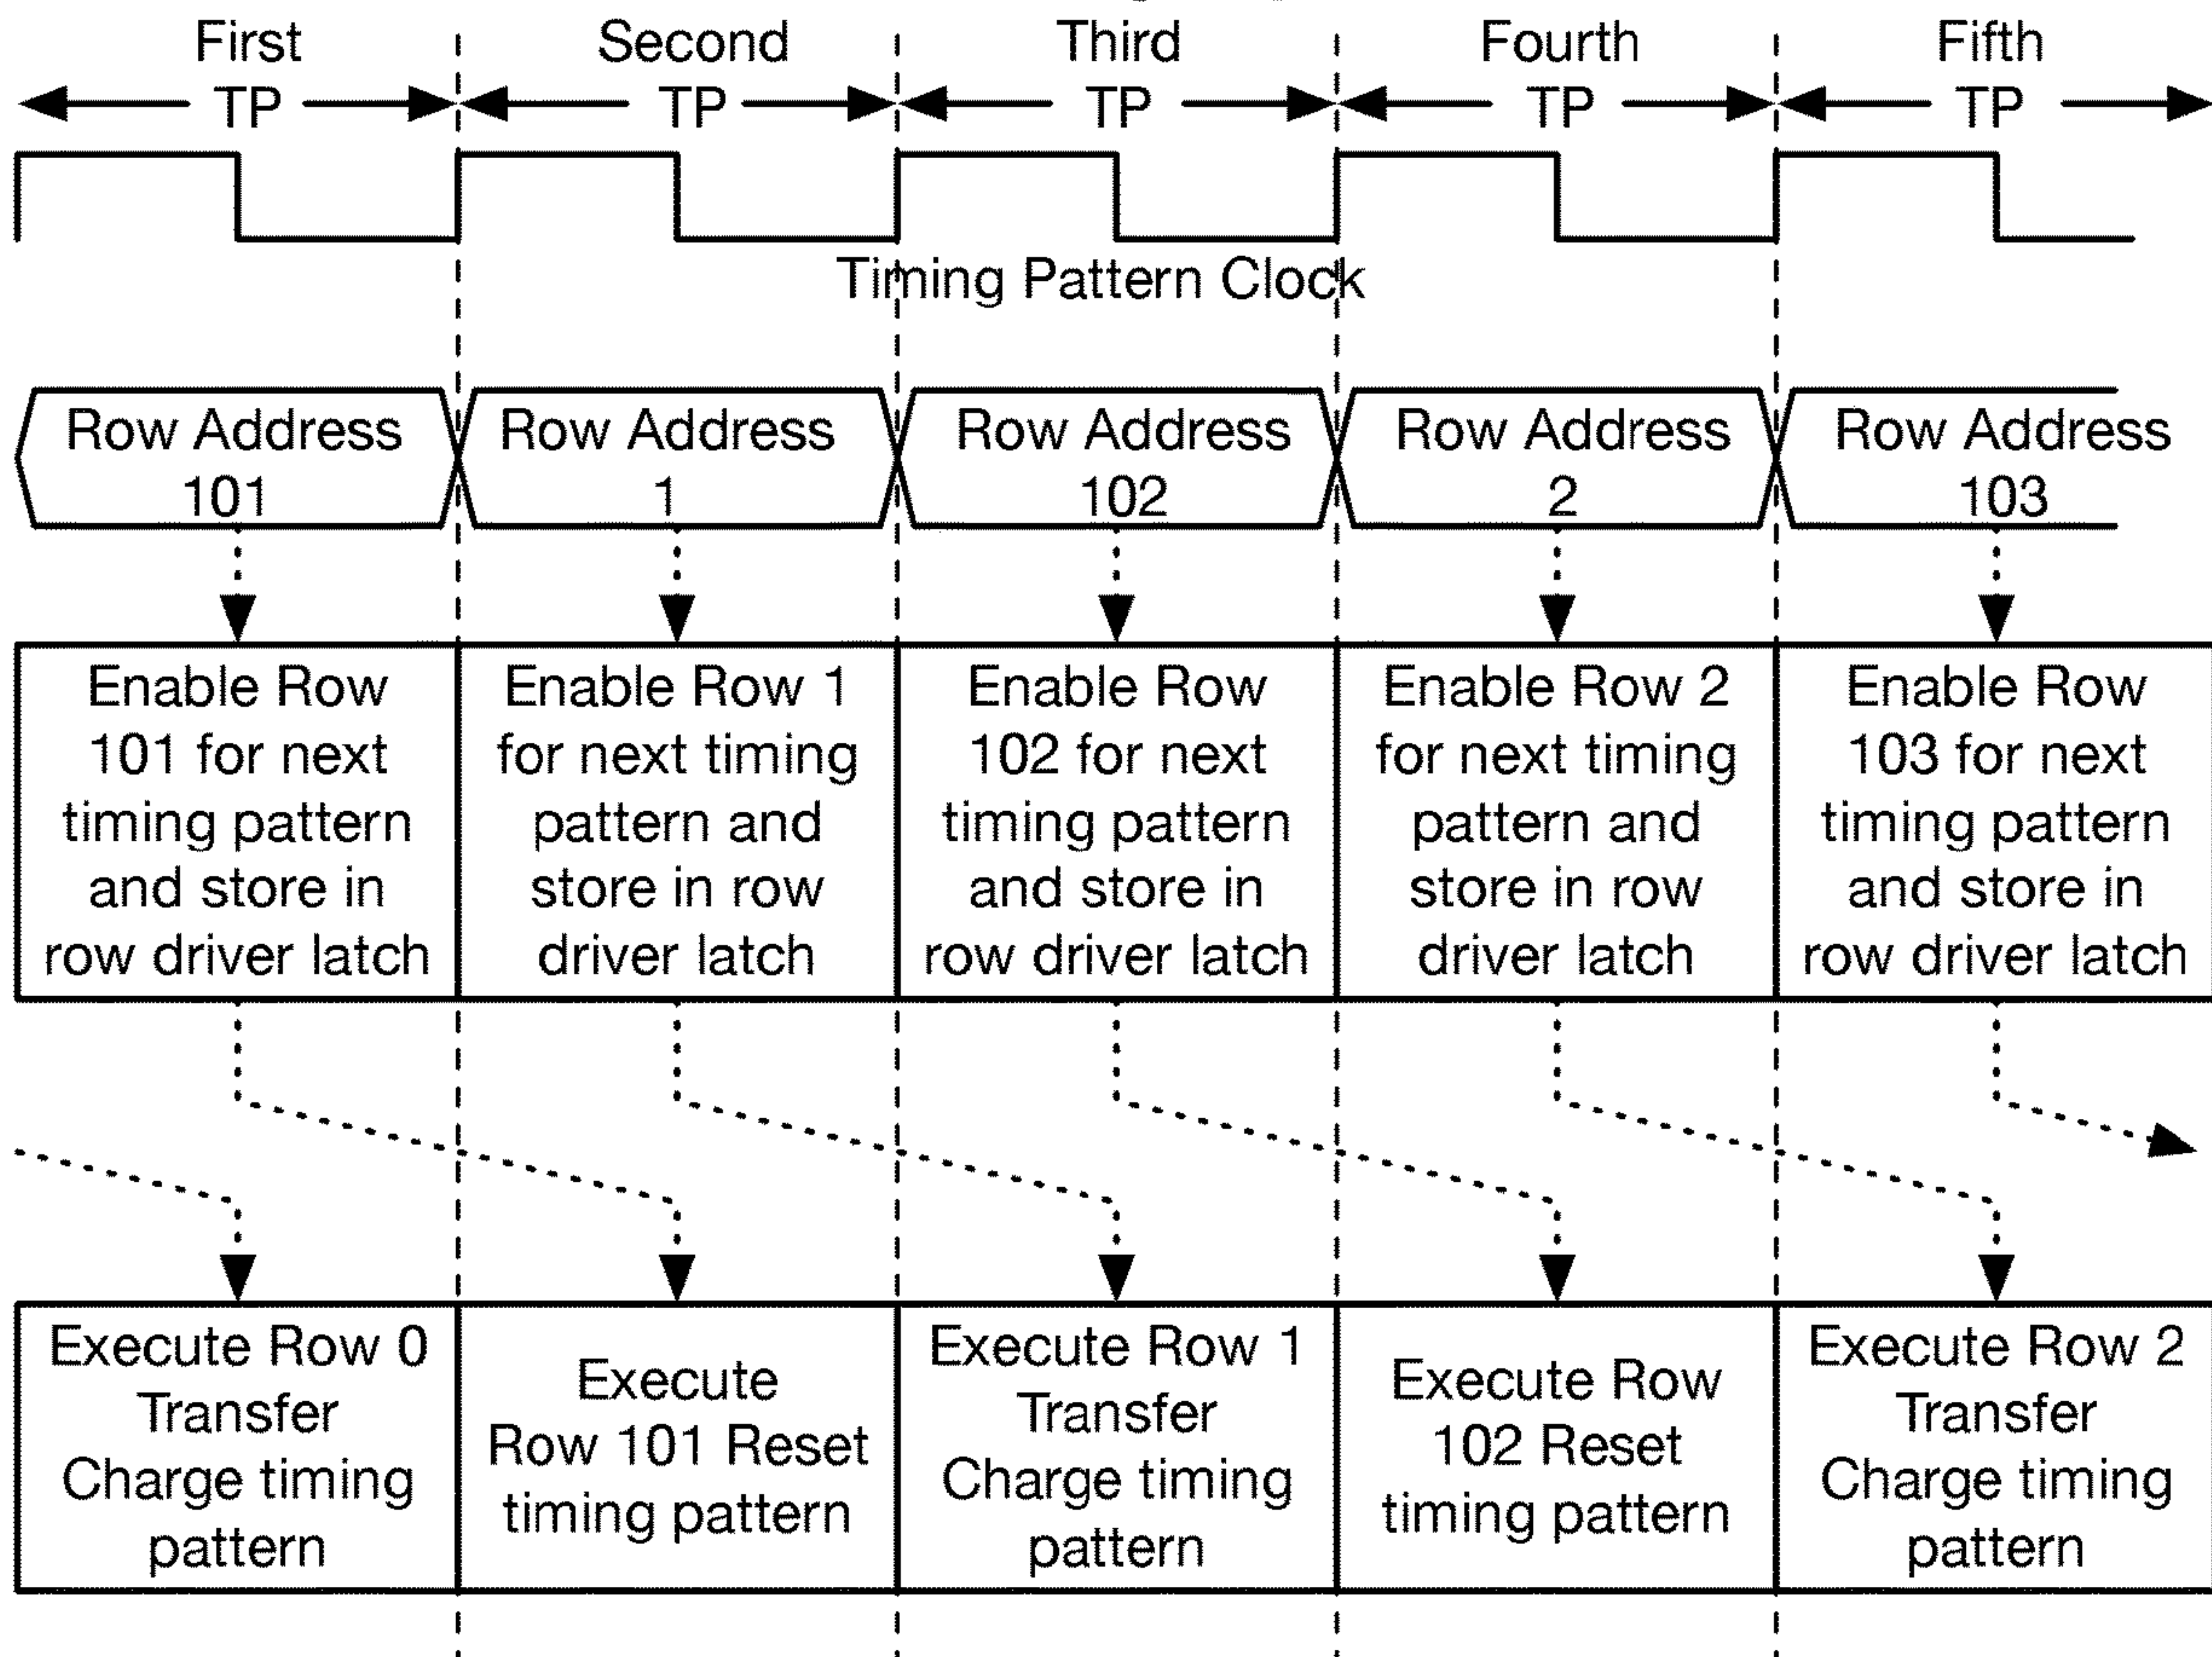 First
TP
Second
TP
Third
TP
Fourth
TP
Fifth
TP
Timing Pattern Clock
Row Address
101
Row Address
1
Row Address
102
Row Address
2
Row Address
103
Enable Row
101 for next
timing pattern
and store in
row driver latch
Enable Row 1
for next timing
pattern and
store in row
driver latch
Enable Row
102 for next
timing pattern
and store in
row driver latch
Enable Row 2
for next timing
pattern and
store in row
driver latch
Enable Row
103 for next
timing pattern
and store in
row driver latch
Execute Row 0
Transfer
Charge timing
pattern
Execute
Row 101 Reset
timing pattern
Execute Row 1
Transfer
Charge timing
pattern
Execute Row
102 Reset
timing pattern
Execute Row 2
Transfer
Charge timing
pattern